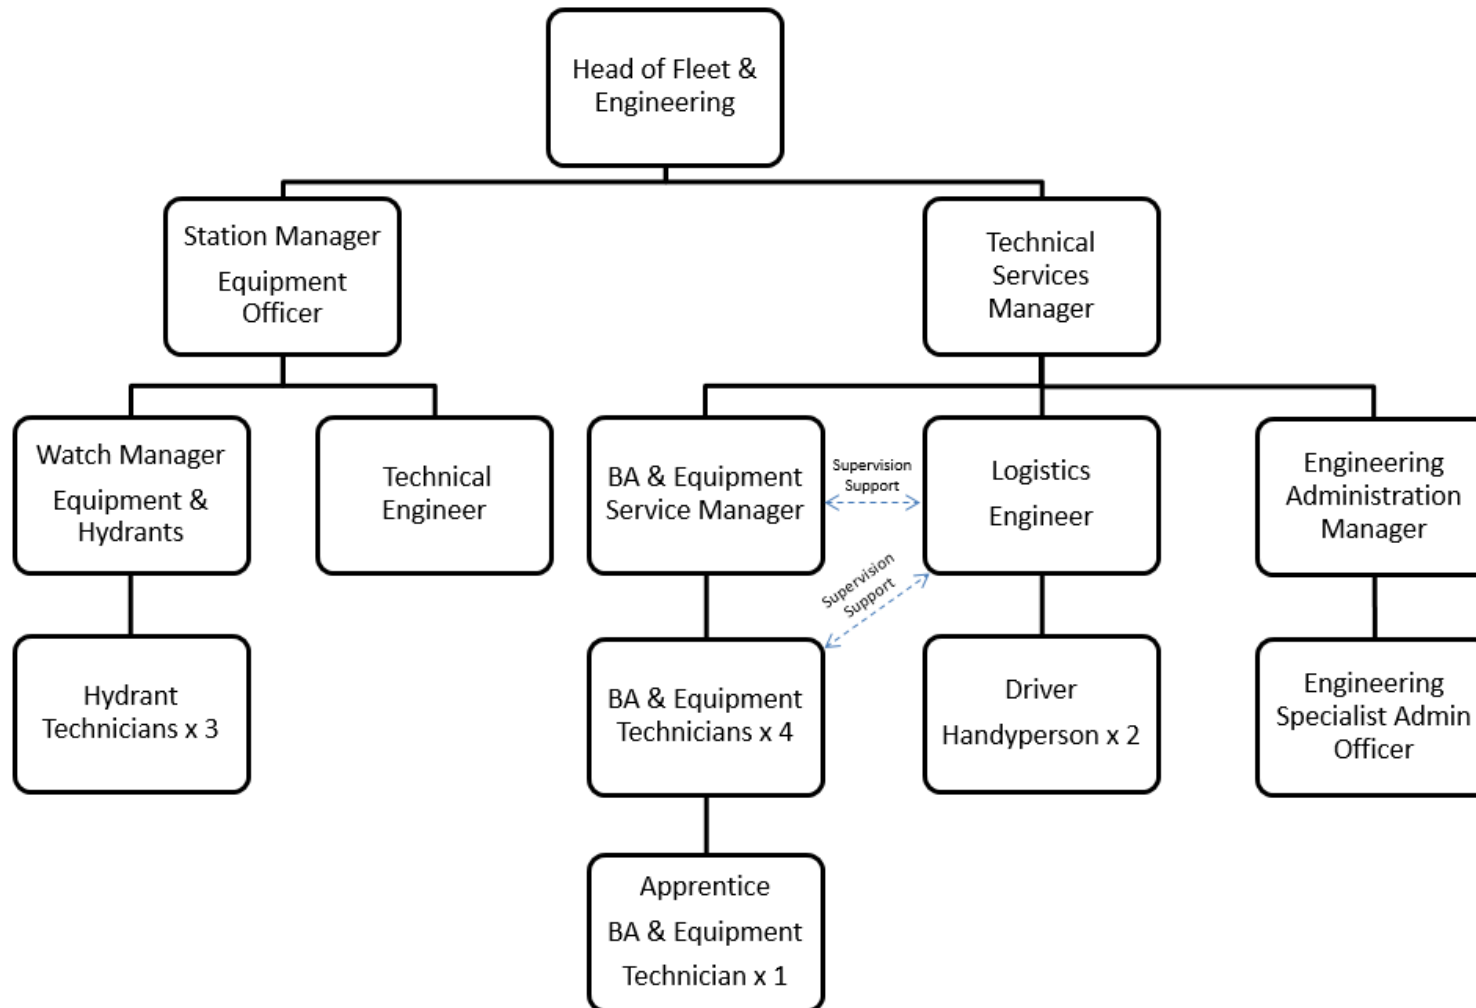 Head of Fleet &
Engineering
Station Manager
Equipment
Officer
Technical
Services
Manager
Watch Manager
Equipment &
Hydrants
Technical
Engineer
BA & Equipment
Service Manager
Supervision
Support
Logistics
Engineer
Engineering
Administration
Manager
Supervision
Support
Hydrant
Technicians x 3
BA & Equipment
Technicians x 4
Driver
Handyperson x 2
Engineering
Specialist Admin
Officer
Apprentice
BA & Equipment
Technician x 1